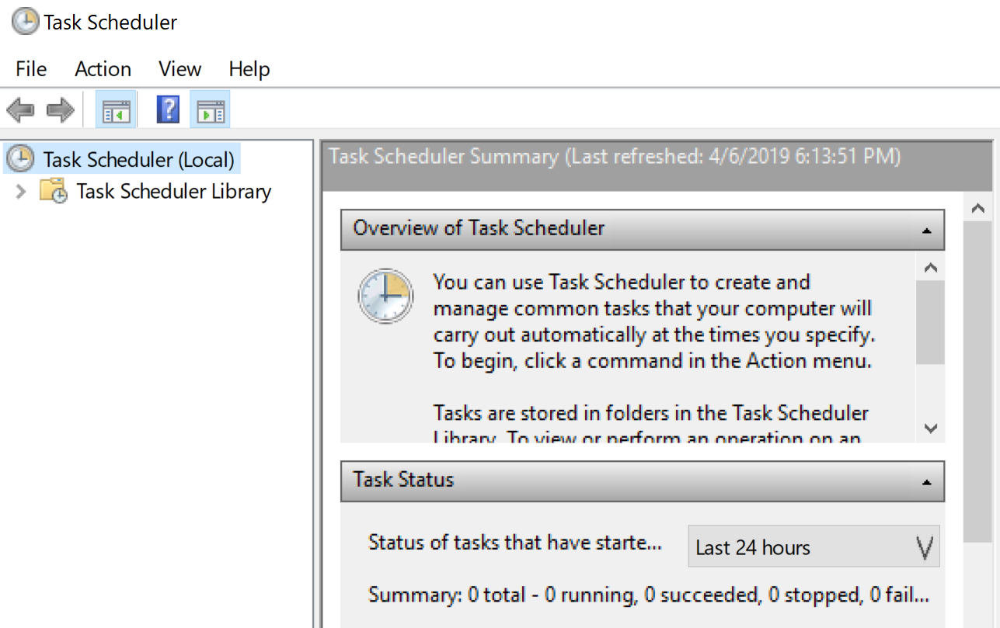 Task Scheduler
File Action View Help
?
Task Scheduler (Local)
Task Scheduler Library
Task Scheduler Summary (Last refreshed: 4/6/2019 6:13:51 PM)
Overview of Task Scheduler
You can use Task Scheduler to create and
manage common tasks that your computer will
carry out automatically at the times you specify.
To begin, click a command in the Action menu.
Tasks are stored in folders in the Task Scheduler
Library. To view or perform an operation on an
Task Status
Status of tasks that have starte...
Last 24 hours
Summary: 0 total - 0 running, 0 succeeded, 0 stopped, 0 fail...